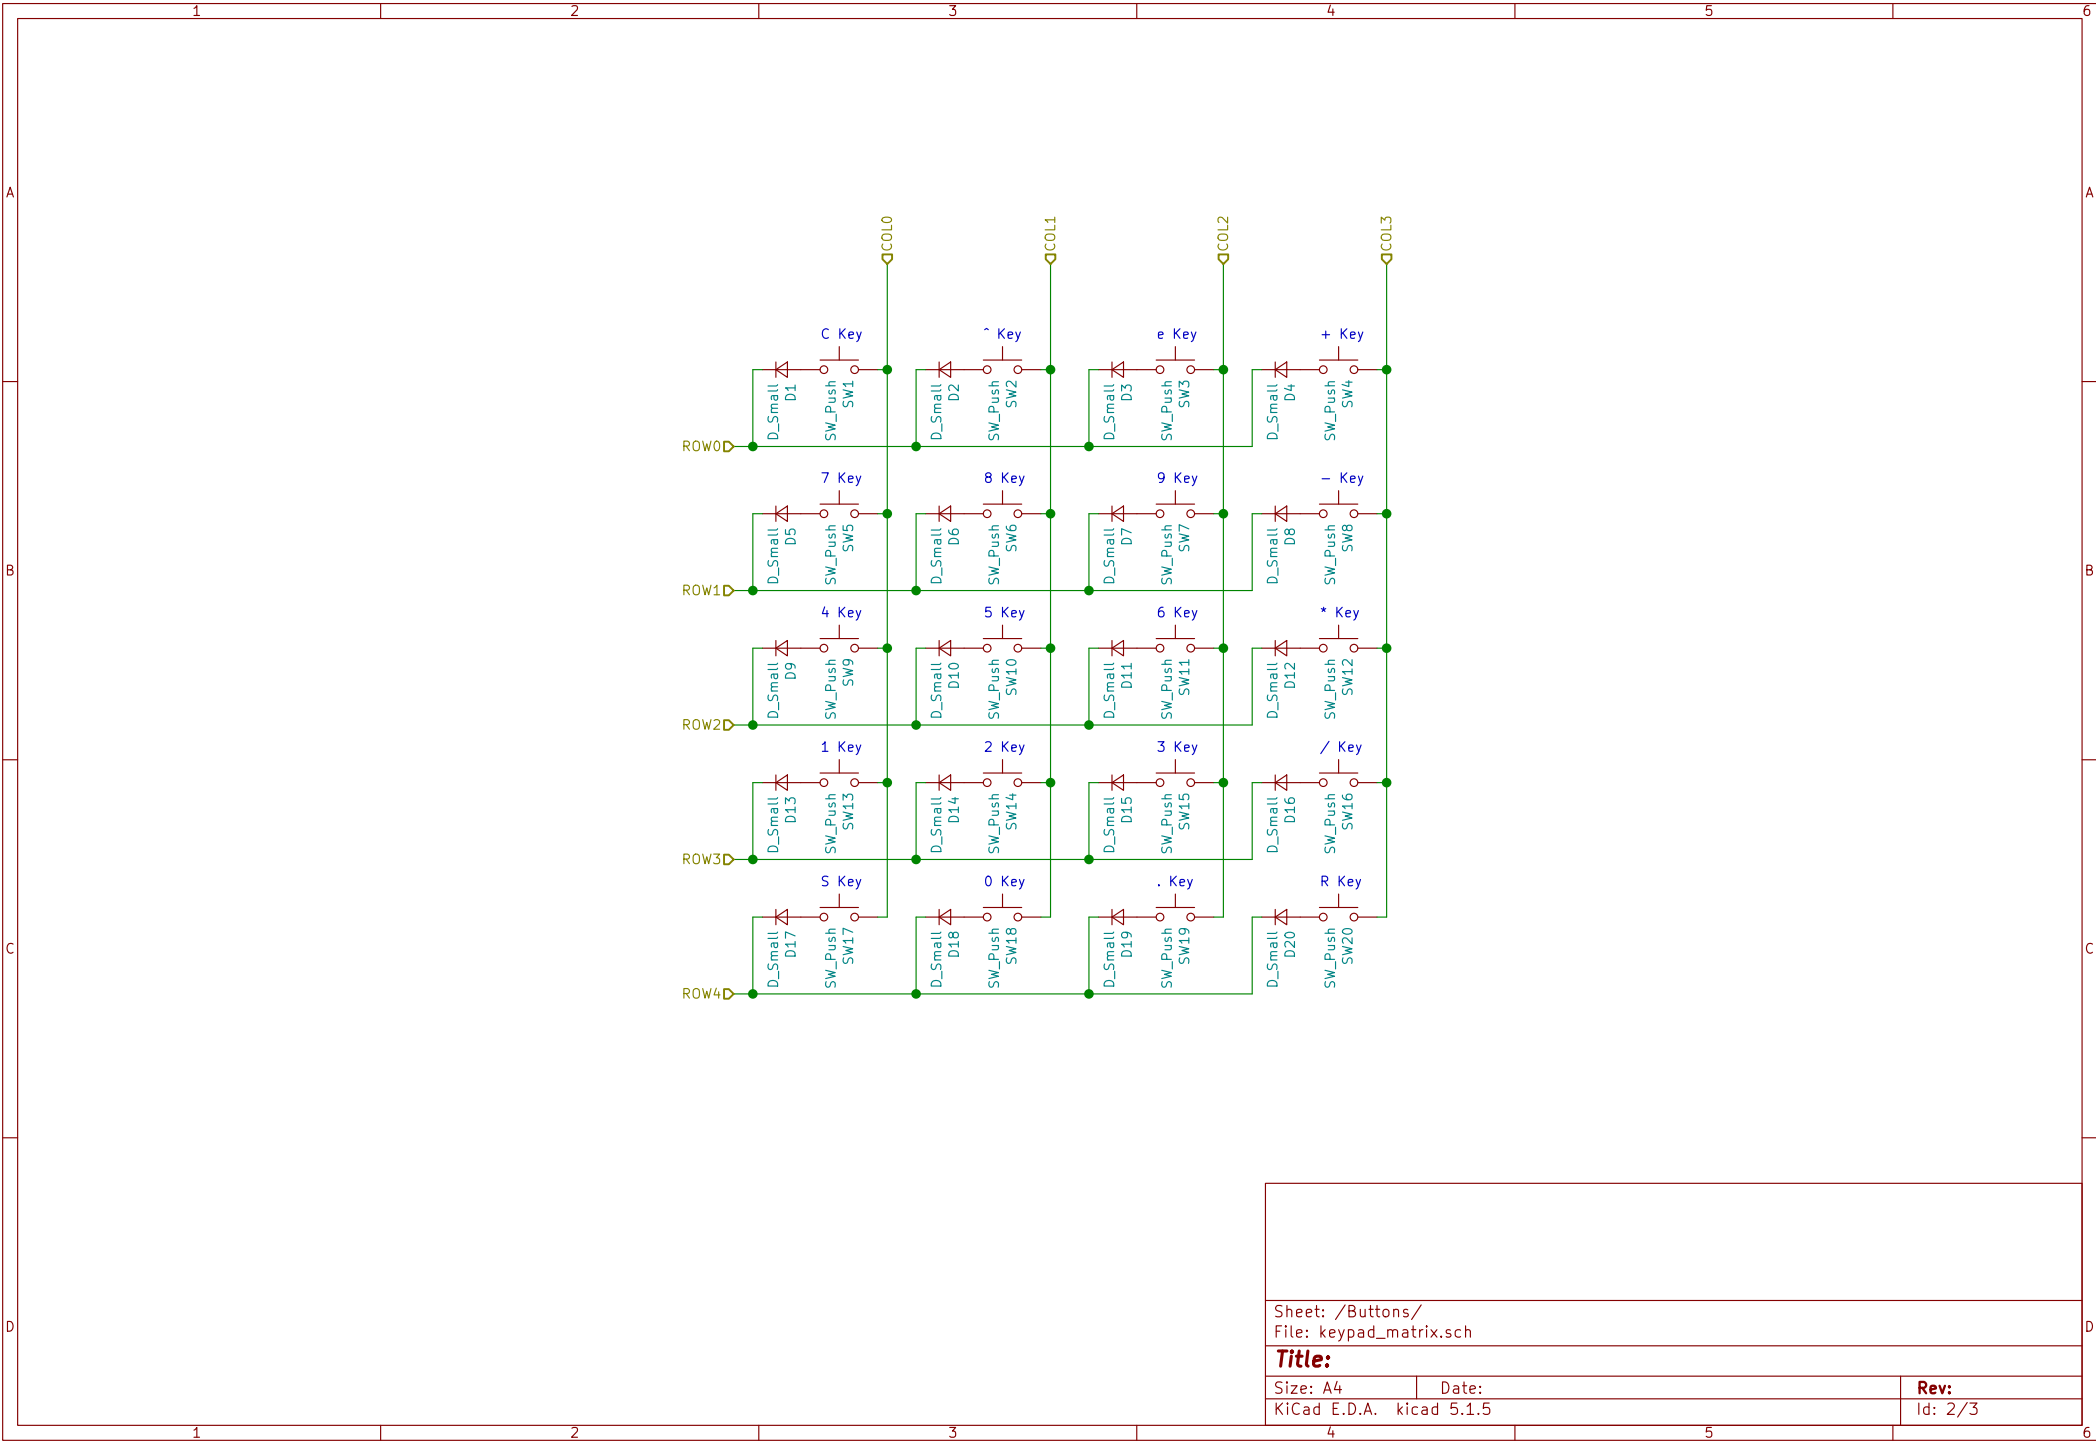 1 2 3 4 5 6
A A
COL0 COL1 COL2 COL3
C Key ^ Key e Key + Key
D_Small D1 SW_Push SW1 D_Small D2 SW_Push SW2 D_Small D3 SW_Push SW3 D_Small D4 SW_Push SW4
ROW0
7 Key 8 Key 9 Key - Key
D_Small D5 SW_Push SW5 D_Small D6 SW_Push SW6 D_Small D7 SW_Push SW7 D_Small D8 SW_Push SW8
B B
ROW1
4 Key 5 Key 6 Key * Key
D_Small D9 SW_Push SW9 D_Small D10 SW_Push SW10 D_Small D11 SW_Push SW11 D_Small D12 SW_Push SW12
ROW2
1 Key 2 Key 3 Key / Key
D_Small D13 SW_Push SW13 D_Small D14 SW_Push SW14 D_Small D15 SW_Push SW15 D_Small D16 SW_Push SW16
ROW3
S Key 0 Key . Key R Key
D_Small D17 SW_Push SW17 D_Small D18 SW_Push SW18 D_Small D19 SW_Push SW19 D_Small D20 SW_Push SW20
C C
ROW4
D D
Sheet: /Buttons/
File: keypad_matrix.sch
Title:
Size: A4 Date: Rev:
KiCad E.D.A. kicad 5.1.5 Id: 2/3
1 2 3 4 5 6